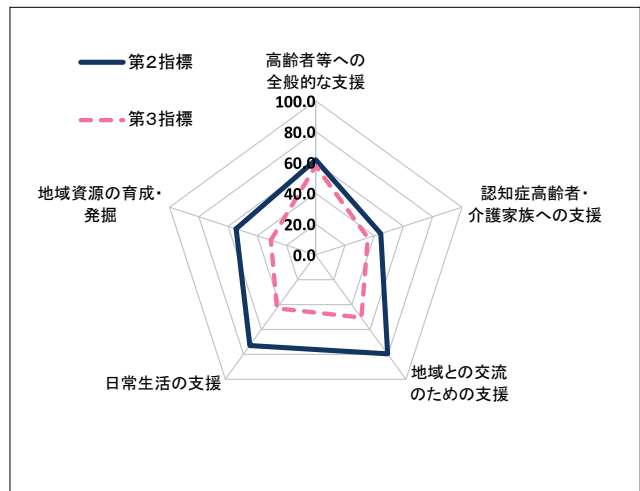 第2指標
第3指標
高齢者等への
全般的な支援
100.0
80.0
60.0
40.0
20.0
0.0
認知症高齢者・
介護家族への支援
地域との交流
のための支援
日常生活の支援
地域資源の育成・
発掘